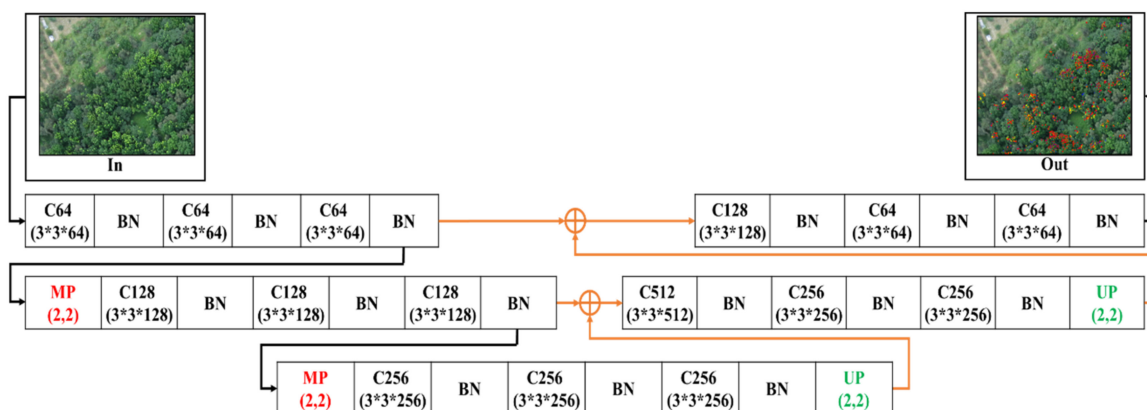 In
Out
C64 BN C64 BN C64 BN
(3*3*64) (3*3*64) (3*3*64)
C128 BN C64 BN C64 BN
(3*3*128) (3*3*64) (3*3*64)
MP C128 BN C128 BN C128 BN
(2,2) (3*3*128) (3*3*128) (3*3*128)
C512 BN C256 BN C256 BN UP
(3*3*512) (3*3*256) (3*3*256) (2,2)
MP C256 BN C256 BN C256 BN UP
(2,2) (3*3*256) (3*3*256) (3*3*256) (2,2)